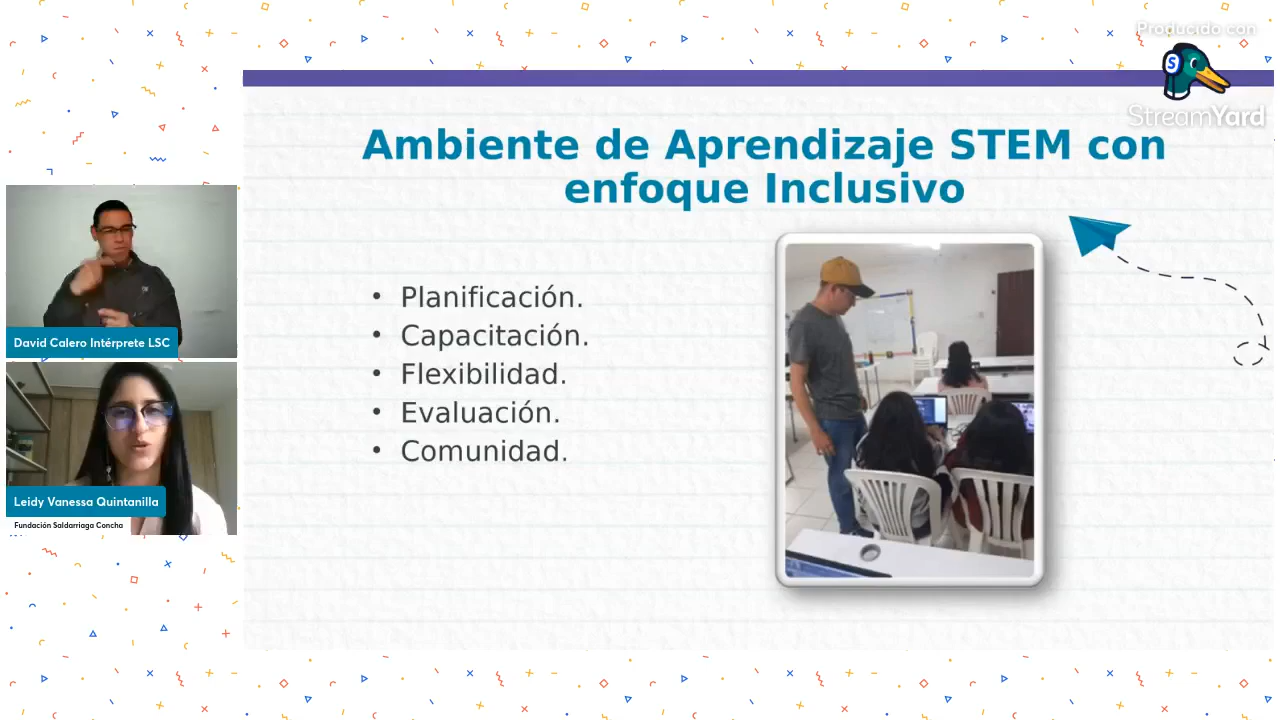 Producido con
StreamYard
Ambiente de Aprendizaje STEM con
enfoque Inclusivo
• Planificación.
• Capacitación.
• Flexibilidad.
• Evaluación.
• Comunidad.
David Calero Intérprete LSC
Leidy Vanessa Quintanilla
Fundación Saldarriaga Concha